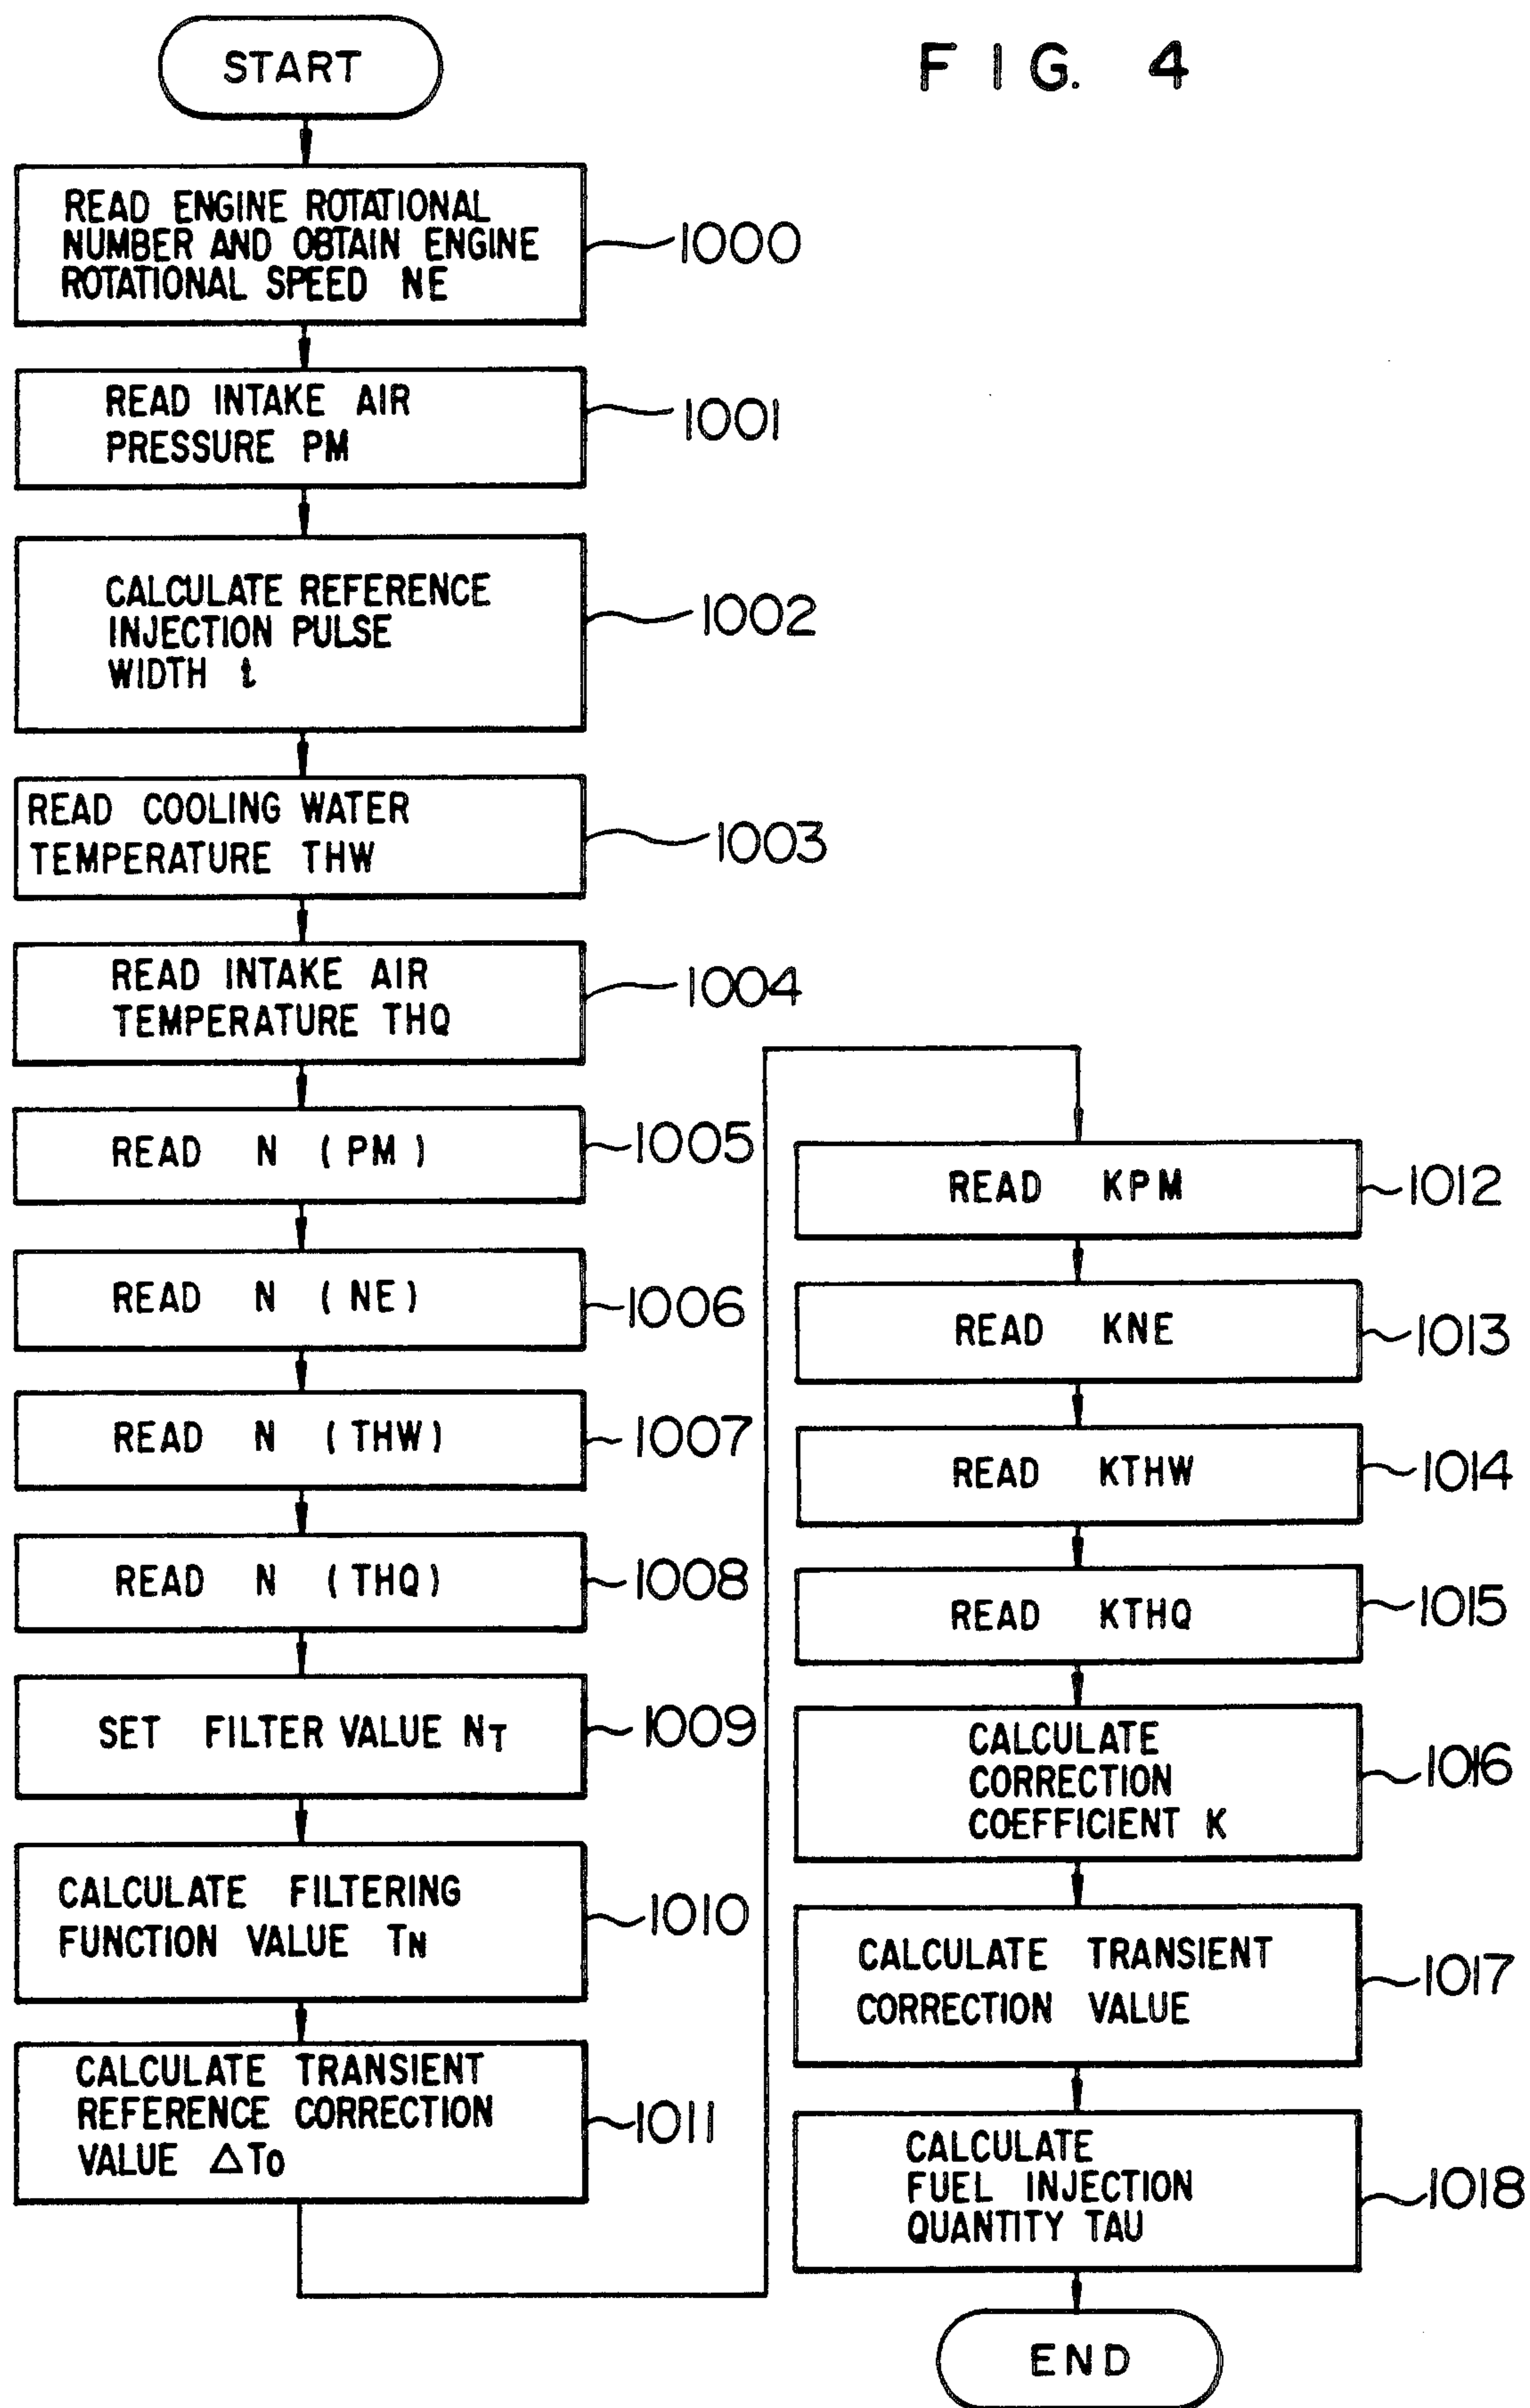 FIG. 4
START
READ ENGINE ROTATIONAL
NUMBER AND OBTAIN ENGINE
ROTATIONAL SPEED NE
1000
READ INTAKE AIR
PRESSURE PM
1001
CALCULATE REFERENCE
INJECTION PULSE
WIDTH t
1002
READ COOLING WATER
TEMPERATURE THW
1003
READ INTAKE AIR
TEMPERATURE THQ
1004
READ N (PM)
1005
READ N (NE)
1006
READ N (THW)
1007
READ N (THQ)
1008
SET FILTER VALUE NT
1009
CALCULATE FILTERING
FUNCTION VALUE TN
1010
CALCULATE TRANSIENT
REFERENCE CORRECTION
VALUE ΔT0
1011
READ KPM
1012
READ KNE
1013
READ KTHW
1014
READ KTHQ
1015
CALCULATE
CORRECTION
COEFFICIENT K
1016
CALCULATE TRANSIENT
CORRECTION VALUE
1017
CALCULATE
FUEL INJECTION
QUANTITY TAU
1018
END